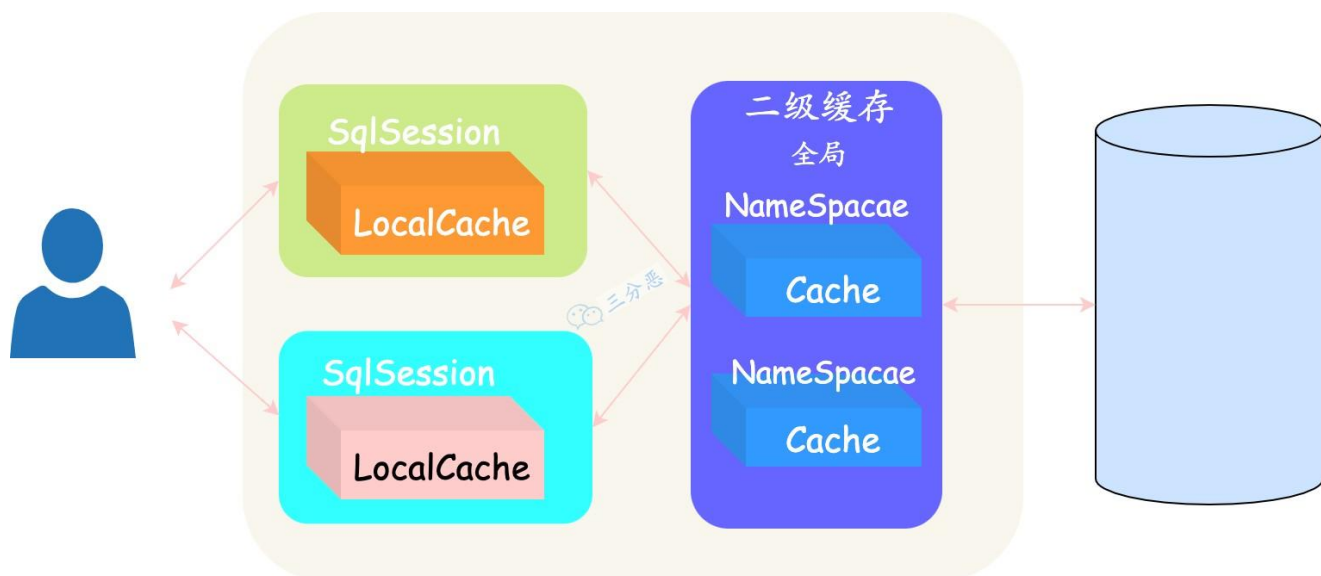 SqlSession
LocalCache
SqlSession
LocalCache
三分恶
二级缓存
全局
NameSpacae
Cache
NameSpacae
Cache